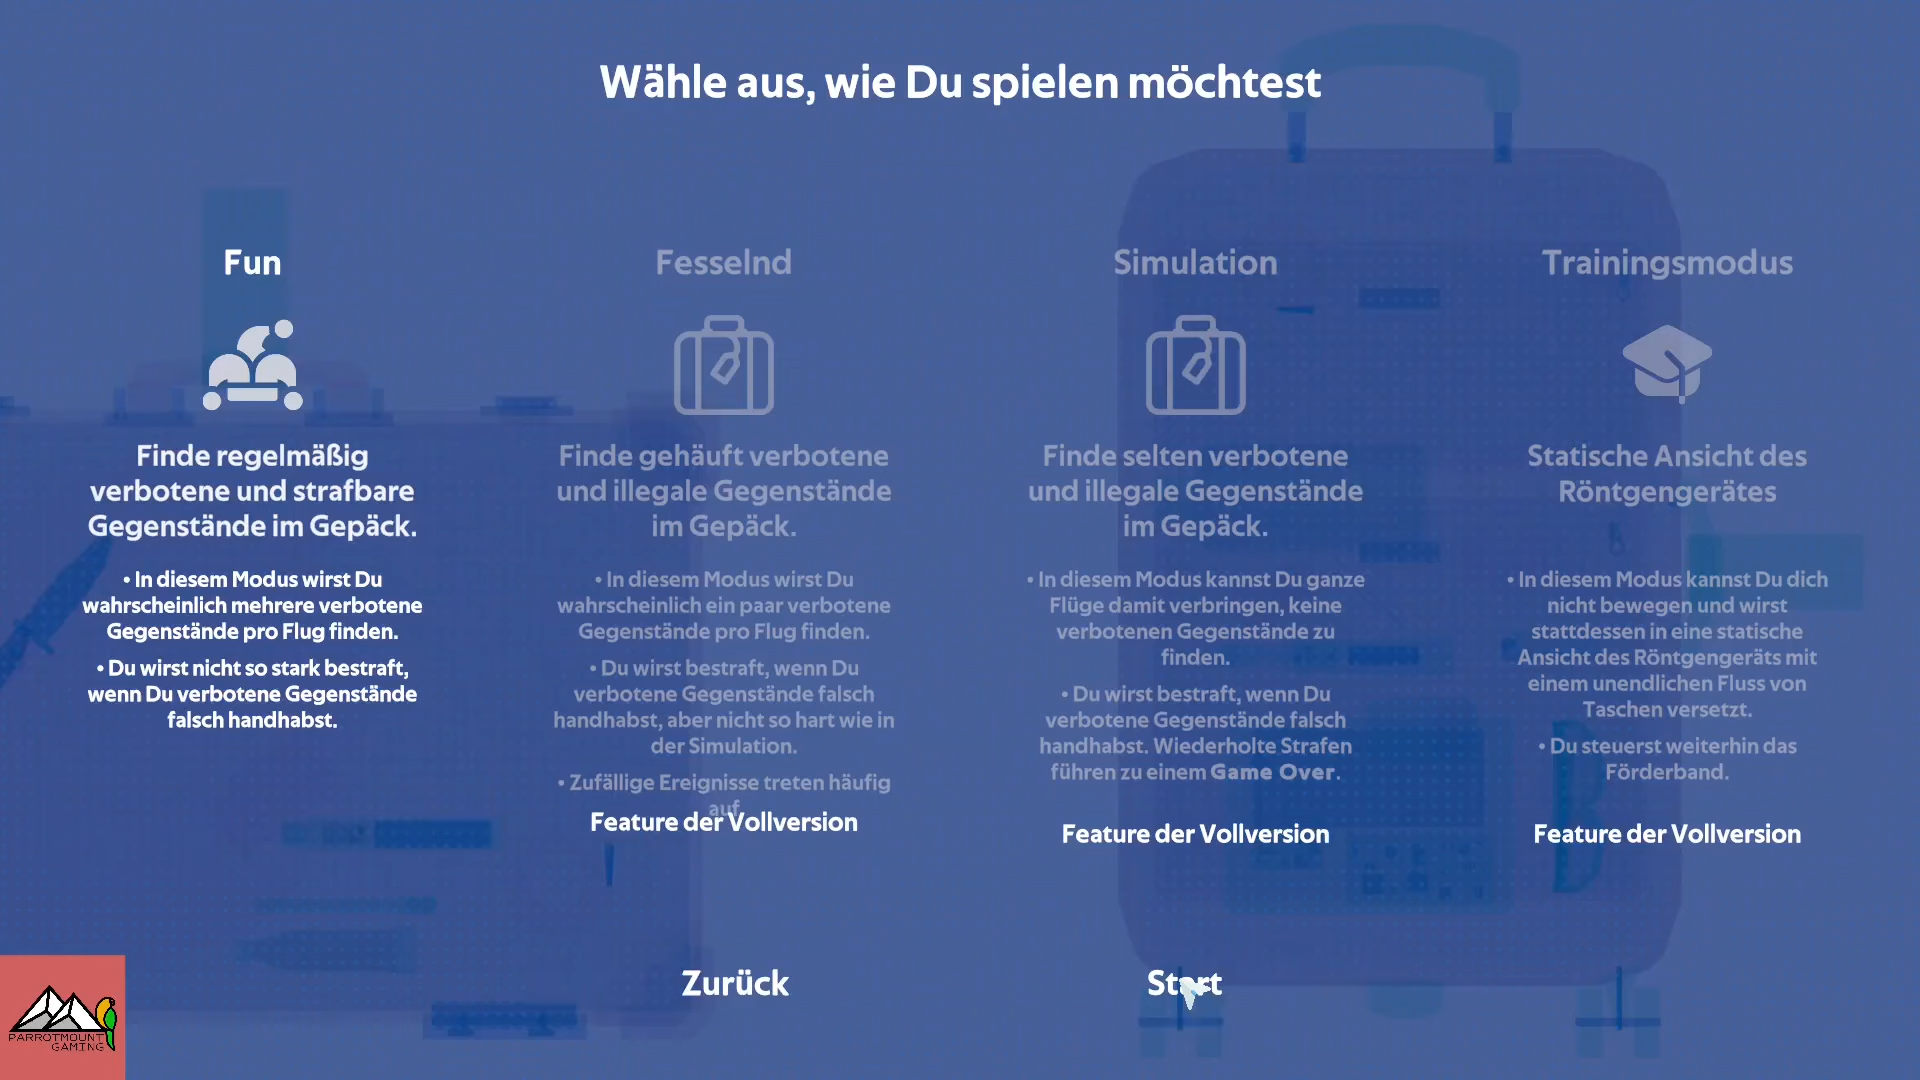 Wähle aus, wie Du spielen möchtest
Fun
Finde regelmäßig
verbotene und strafbare
Gegenstände im Gepäck.
• In diesem Modus wirst Du
wahrscheinlich mehrere verbotene
Gegenstände pro Flug finden.
• Du wirst nicht so stark bestraft,
wenn Du verbotene Gegenstände
falsch handhabst.
Fesselnd
Finde gehäuft verbotene
und illegale Gegenstände
im Gepäck.
• In diesem Modus wirst Du
wahrscheinlich ein paar verbotene
Gegenstände pro Flug finden.
• Du wirst bestraft, wenn Du
verbotene Gegenstände falsch
handhabst, aber nicht so hart wie in
der Simulation.
• Zufällige Ereignisse treten häufig
auf.
Feature der Vollversion
Simulation
Finde selten verbotene
und illegale Gegenstände
im Gepäck.
• In diesem Modus kannst Du ganze
Flüge damit verbringen, keine
verbotenen Gegenstände zu
finden.
• Du wirst bestraft, wenn Du
verbotene Gegenstände falsch
handhabst. Wiederholte Strafen
führen zu einem Game Over.
Feature der Vollversion
Trainingsmodus
Statische Ansicht des
Röntgengerätes
• In diesem Modus kannst Du dich
nicht bewegen und wirst
stattdessen in eine statische
Ansicht des Röntgengeräts mit
einem unendlichen Fluss von
Taschen versetzt.
• Du steuerst weiterhin das
Förderband.
Feature der Vollversion
Zurück
Start
PARROTMOUNT
GAMING